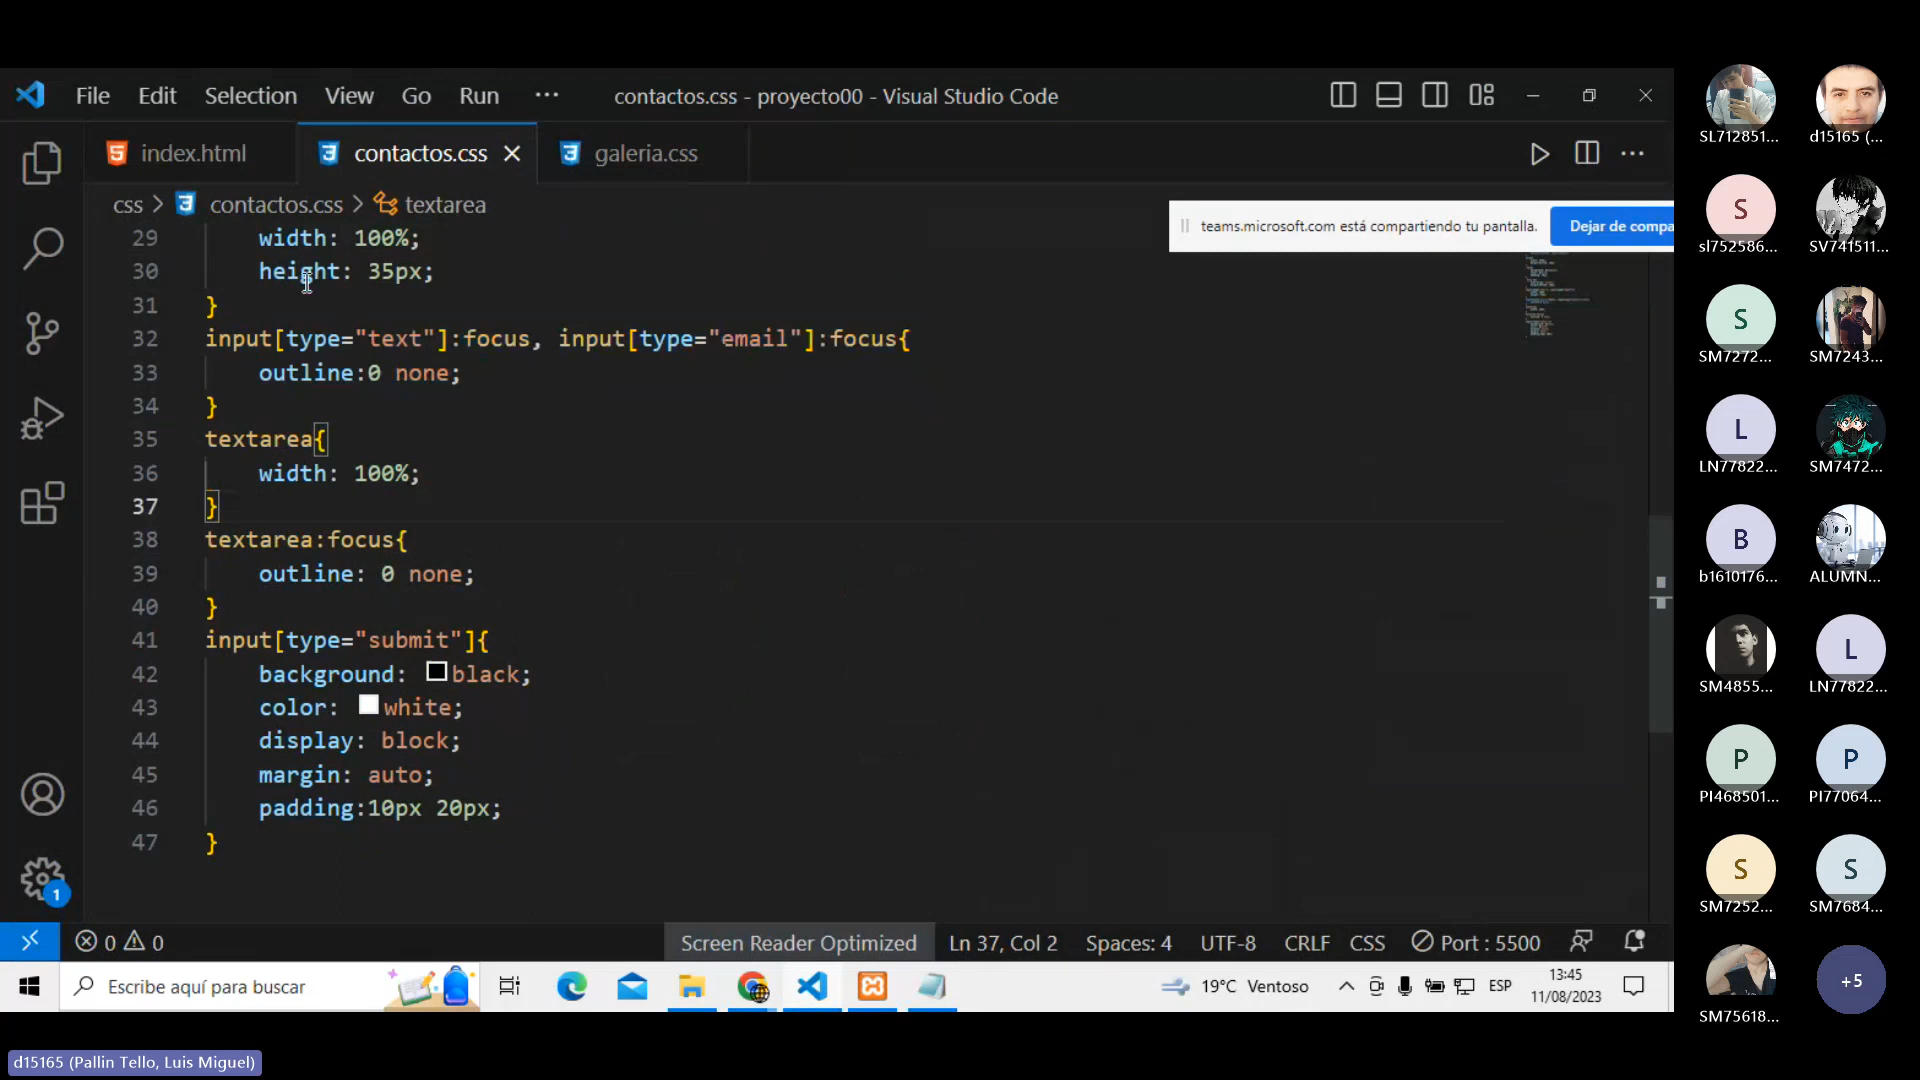 File Edit Selection View Go Run ··· contactos.css - proyecto00 - Visual Studio Code
index.html contactos.css galeria.css
css > contactos.css > textarea
teams.microsoft.com está compartiendo tu pantalla. Dejar de compa
29 width: 100%;
30 height: 35px;
31 }
32 input[type="text"]:focus, input[type="email"]:focus{
33 outline:0 none;
34 }
35 textarea{
36 width: 100%;
37 }
38 textarea:focus{
39 outline: 0 none;
40 }
41 input[type="submit"]{
42 background: black;
43 color: white;
44 display: block;
45 margin: auto;
46 padding:10px 20px;
47 }
1
0 0 Screen Reader Optimized Ln 37, Col 2 Spaces: 4 UTF-8 CRLF CSS Port : 5500
Escribe aquí para buscar 19°C Ventoso ESP 13:45
11/08/2023
SL712851... d15165 (...
S
sl752586... SV741511...
S
SM7272... SM7243...
L
LN77822... SM7472...
B
b1610176... ALUMN...
L
SM4855... LN77822...
P P
PI468501... PI77064...
S S
SM7252... SM7684...
+5
SM75618...
d15165 (Pallin Tello, Luis Miguel)